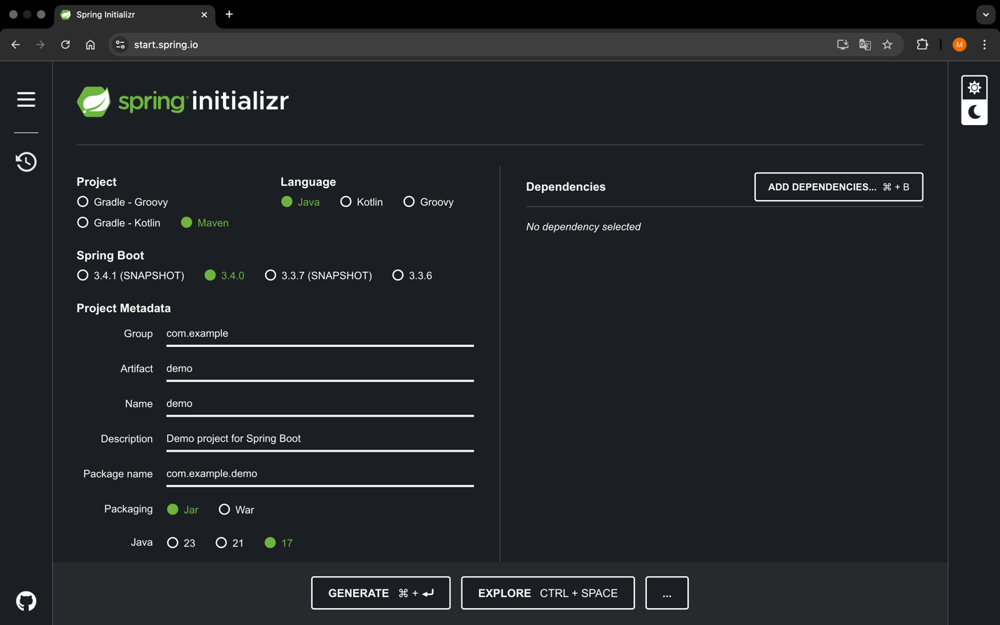 Spring Initializr
start.spring.io
M
spring initializr
Project
Gradle - Groovy
Gradle - Kotlin Maven
Language
Java Kotlin Groovy
Spring Boot
3.4.1 (SNAPSHOT) 3.4.0 3.3.7 (SNAPSHOT) 3.3.6
Project Metadata
Group com.example
Artifact demo
Name demo
Description Demo project for Spring Boot
Package name com.example.demo
Packaging Jar War
Java 23 21 17
Dependencies
ADD DEPENDENCIES... ⌘ + B
No dependency selected
GENERATE ⌘ + ⏎
EXPLORE CTRL + SPACE
...